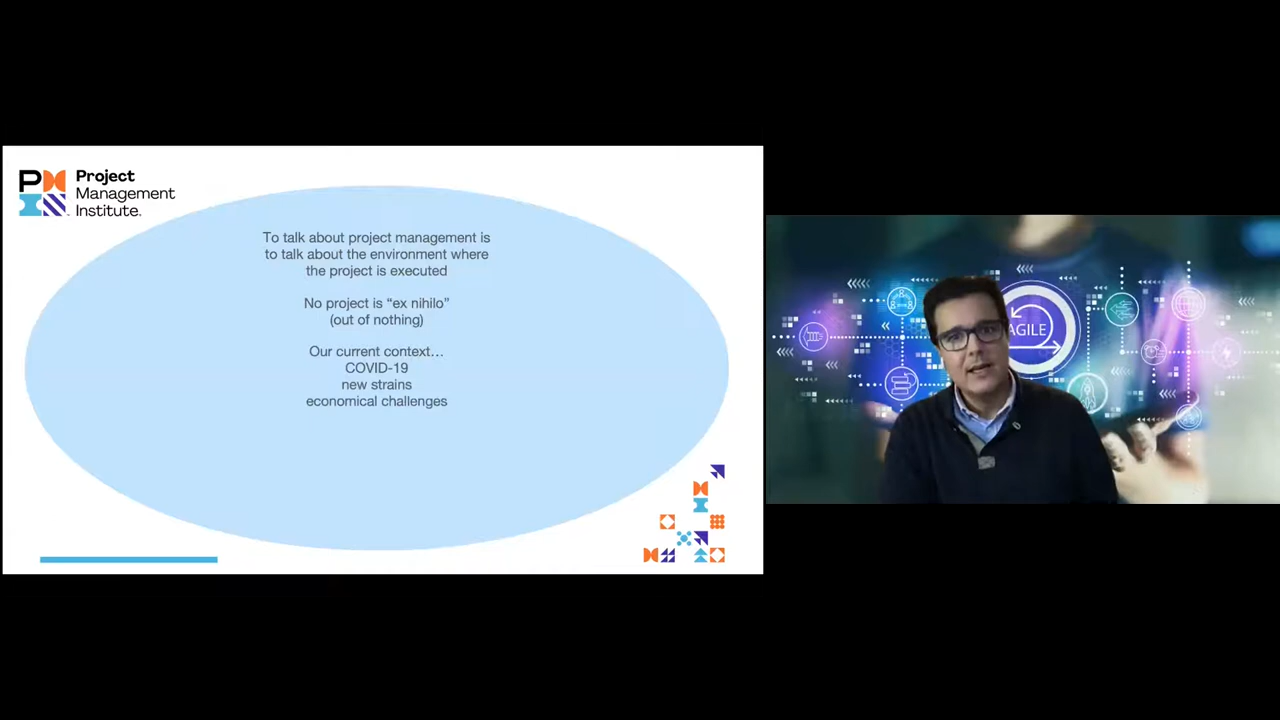 Project
Management
Institute.
To talk about project management is
to talk about the environment where
the project is executed
No project is “ex nihilo”
(out of nothing)
Our current context…
COVID-19
new strains
economical challenges
AGILE